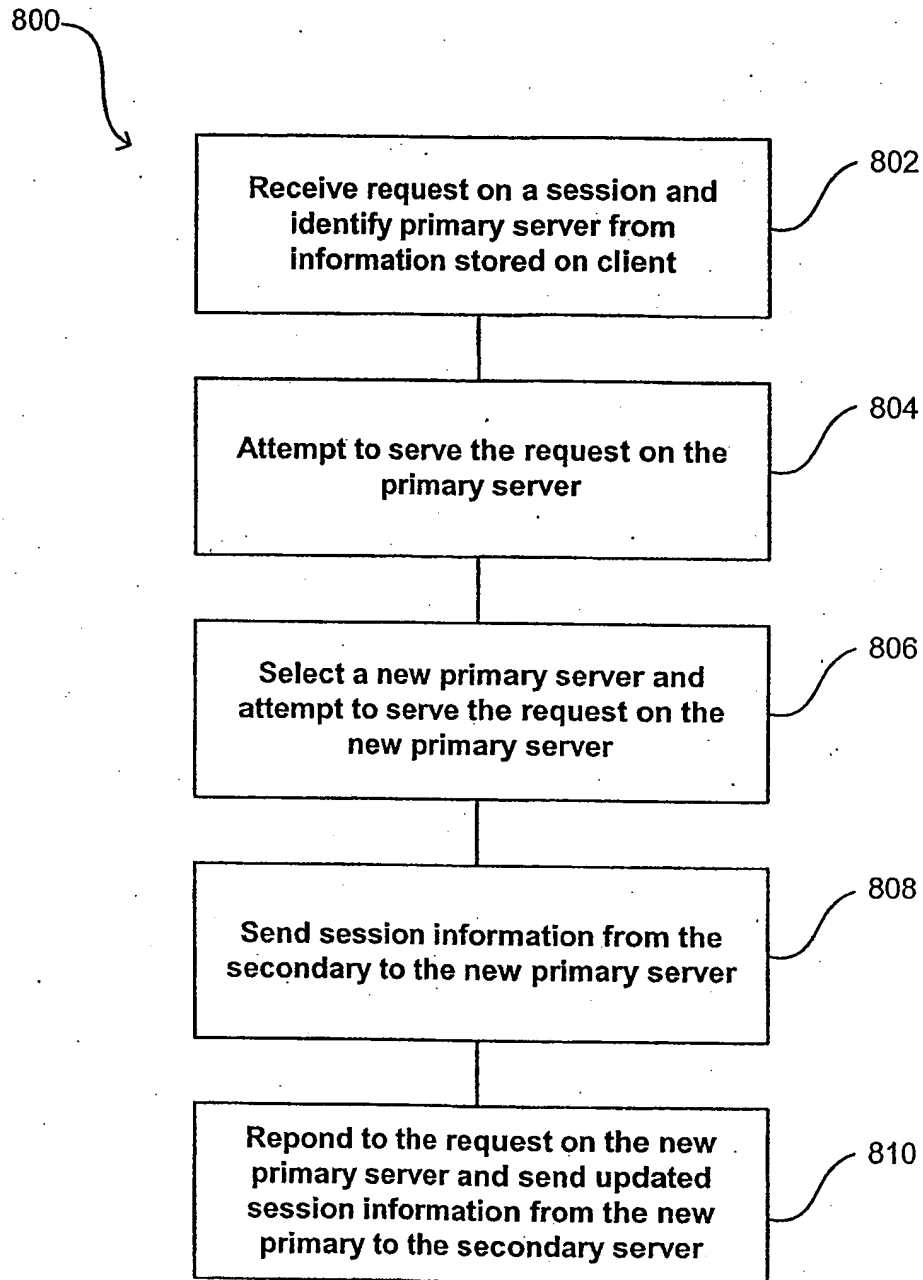 800
Receive request on a session and
identify primary server from
information stored on client
802
Attempt to serve the request on the
primary server
804
Select a new primary server and
attempt to serve the request on the
new primary server
806
Send session information from the
secondary to the new primary server
808
Repond to the request on the new
primary server and send updated
session information from the new
primary to the secondary server
810